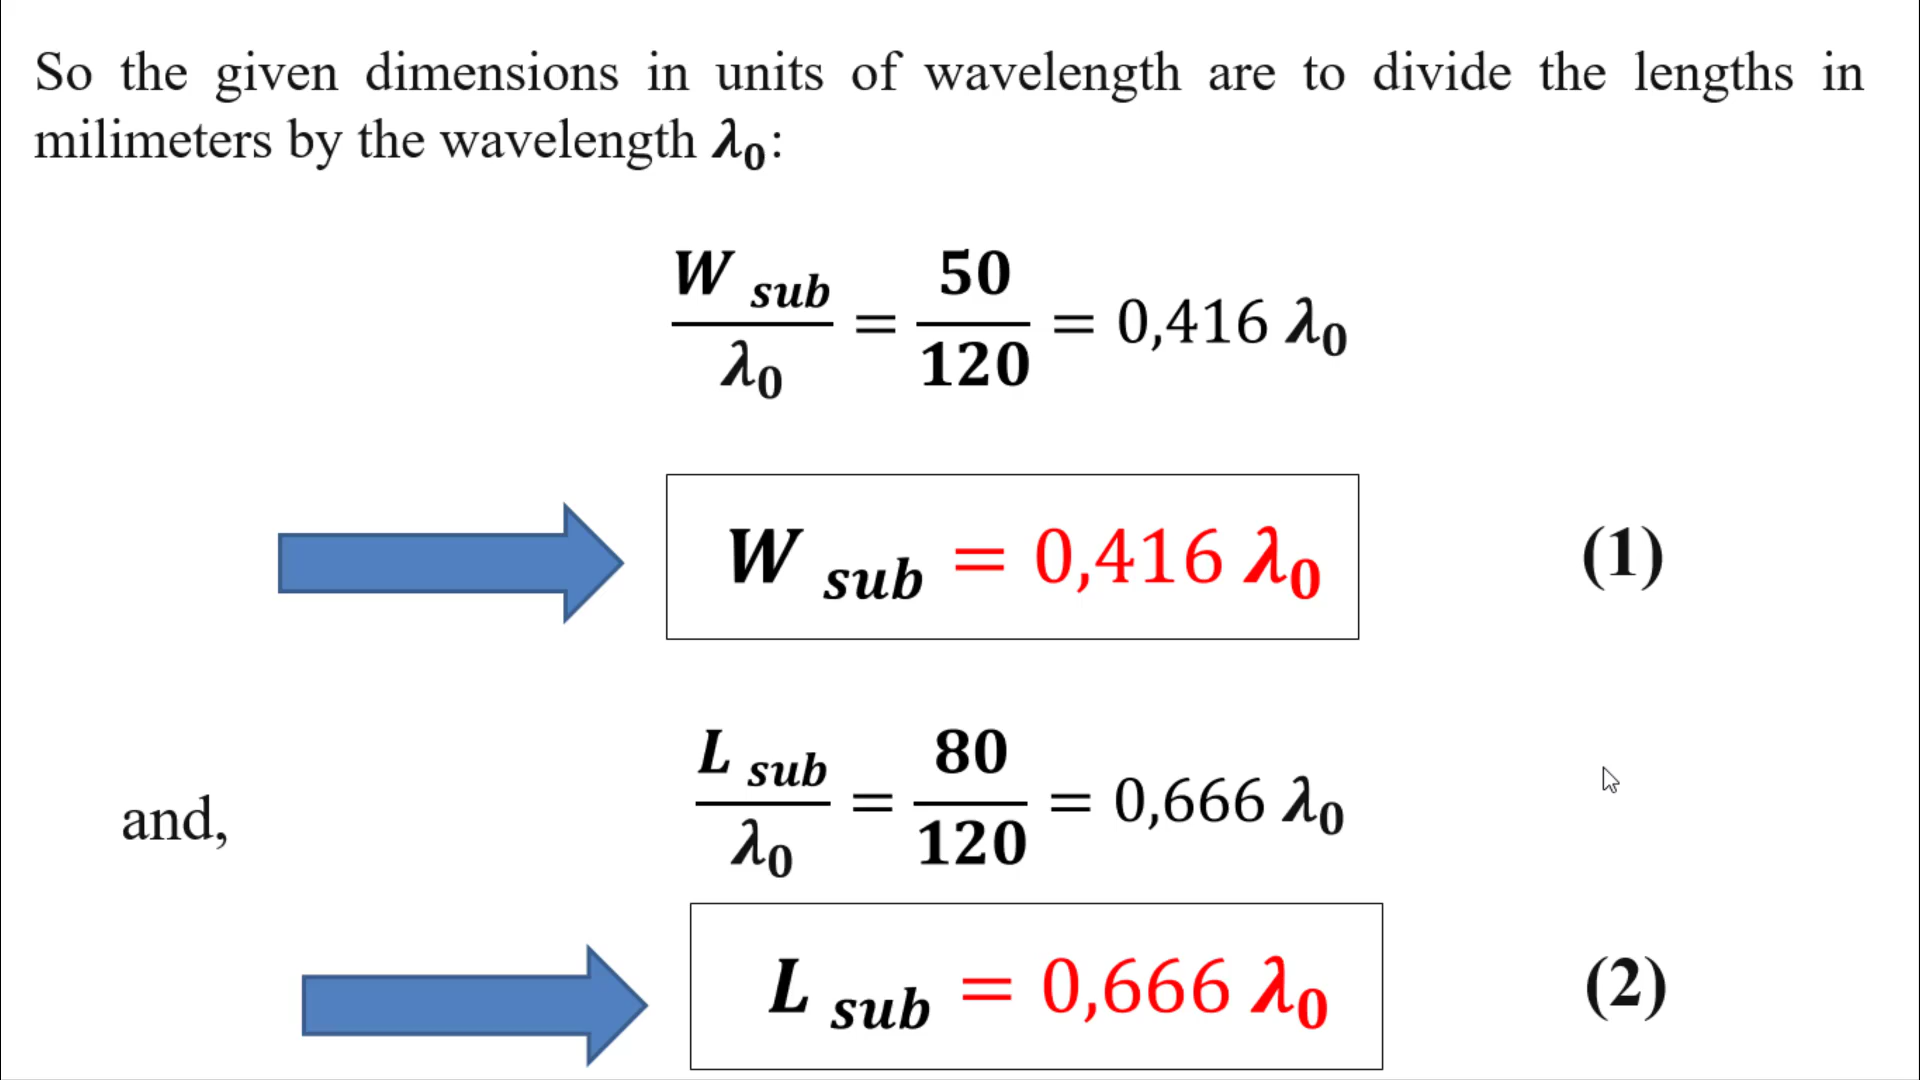 So the given dimensions in units of wavelength are to divide the lengths in
milimeters by the wavelength λ₀:
W sub / λ₀ = 50 / 120 = 0,416 λ₀
W sub = 0,416 λ₀ (1)
and, L sub / λ₀ = 80 / 120 = 0,666 λ₀
L sub = 0,666 λ₀ (2)